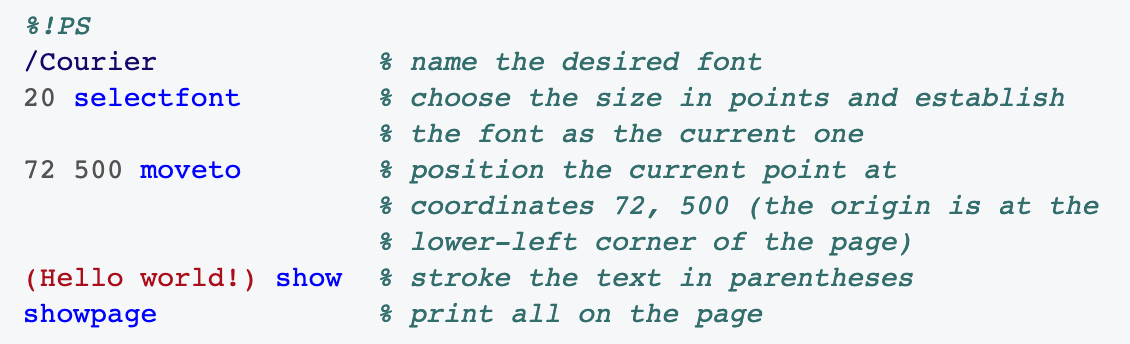 %!PS
/Courier % name the desired font
20 selectfont % choose the size in points and establish
% the font as the current one
72 500 moveto % position the current point at
% coordinates 72, 500 (the origin is at the
% lower-left corner of the page)
(Hello world!) show % stroke the text in parentheses
showpage % print all on the page